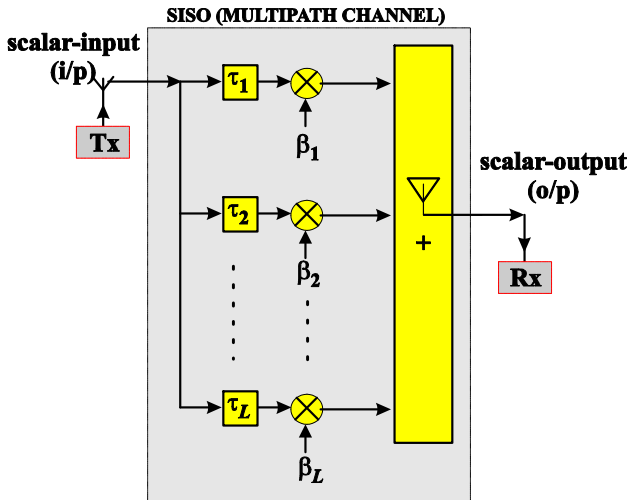 SISO (MULTIPATH CHANNEL)
scalar-input
(i/p)
Tx
τ1
β1
τ2
β2
τL
βL
+
scalar-output
(o/p)
Rx